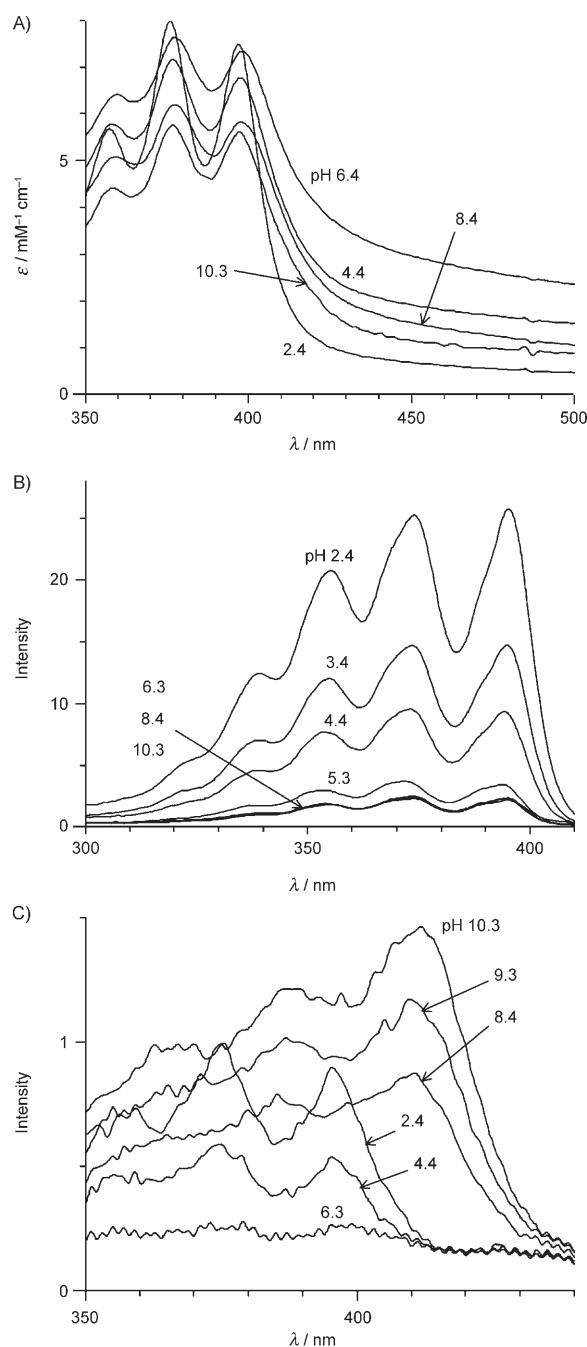 A)
5
0
ε / mM⁻¹ cm⁻¹
pH 6.4
8.4
10.3
4.4
2.4
350
400
450
500
λ / nm
B)
20
10
0
Intensity
pH 2.4
6.3
3.4
8.4
4.4
10.3
5.3
300
350
400
λ / nm
C)
1
0
Intensity
pH 10.3
9.3
8.4
2.4
4.4
6.3
350
400
λ / nm